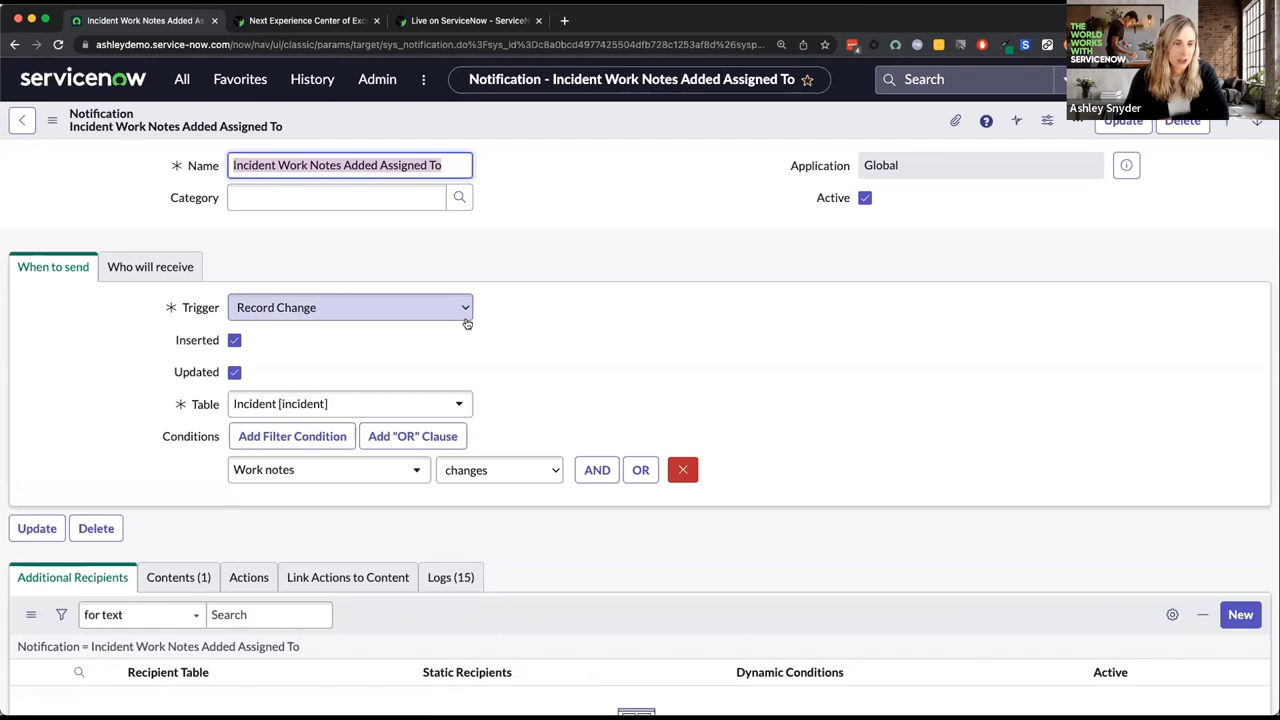 Incident Work Notes Added As
Next Experience Center of Exc
Live on ServiceNow - ServiceN
ashleydemo.service-now.com/now/nav/ui/classic/params/target/sys_notification.do%3Fsys_id%3Dc8a0bcd4977425504dfb728c1253af8d%26sysp...
servicenow
All
Favorites
History
Admin
Notification - Incident Work Notes Added Assigned To
Search
THE
WORLD
WORKS
WITH
SERVICENOW
Ashley Snyder
Notification
Incident Work Notes Added Assigned To
Update
Delete
Name
Incident Work Notes Added Assigned To
Application
Global
Category
Active
When to send
Who will receive
Trigger
Record Change
Inserted
Updated
Table
Incident [incident]
Conditions
Add Filter Condition
Add "OR" Clause
Work notes
changes
AND
OR
Update
Delete
Additional Recipients
Contents (1)
Actions
Link Actions to Content
Logs (15)
for text
Search
New
Notification = Incident Work Notes Added Assigned To
Recipient Table
Static Recipients
Dynamic Conditions
Active